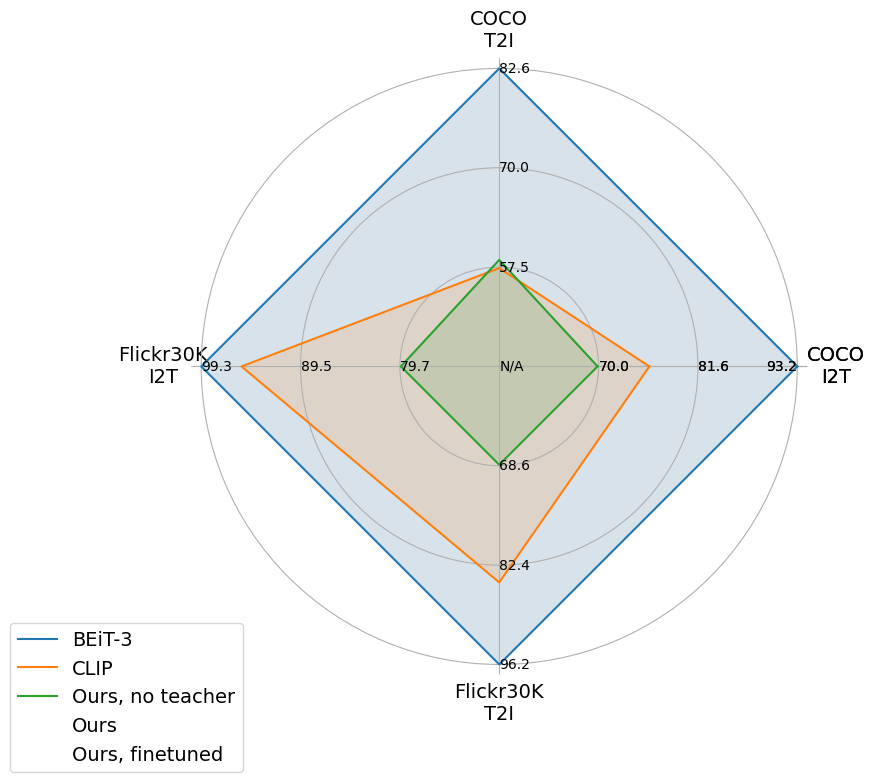 COCO
T2I
82.6
70.0
57.5
Flickr30K
I2T
99.3
89.5
79.7
N/A
70.0
81.6
93.2
COCO
I2T
68.6
82.4
96.2
Flickr30K
T2I
BEiT-3
CLIP
Ours, no teacher
Ours
Ours, finetuned